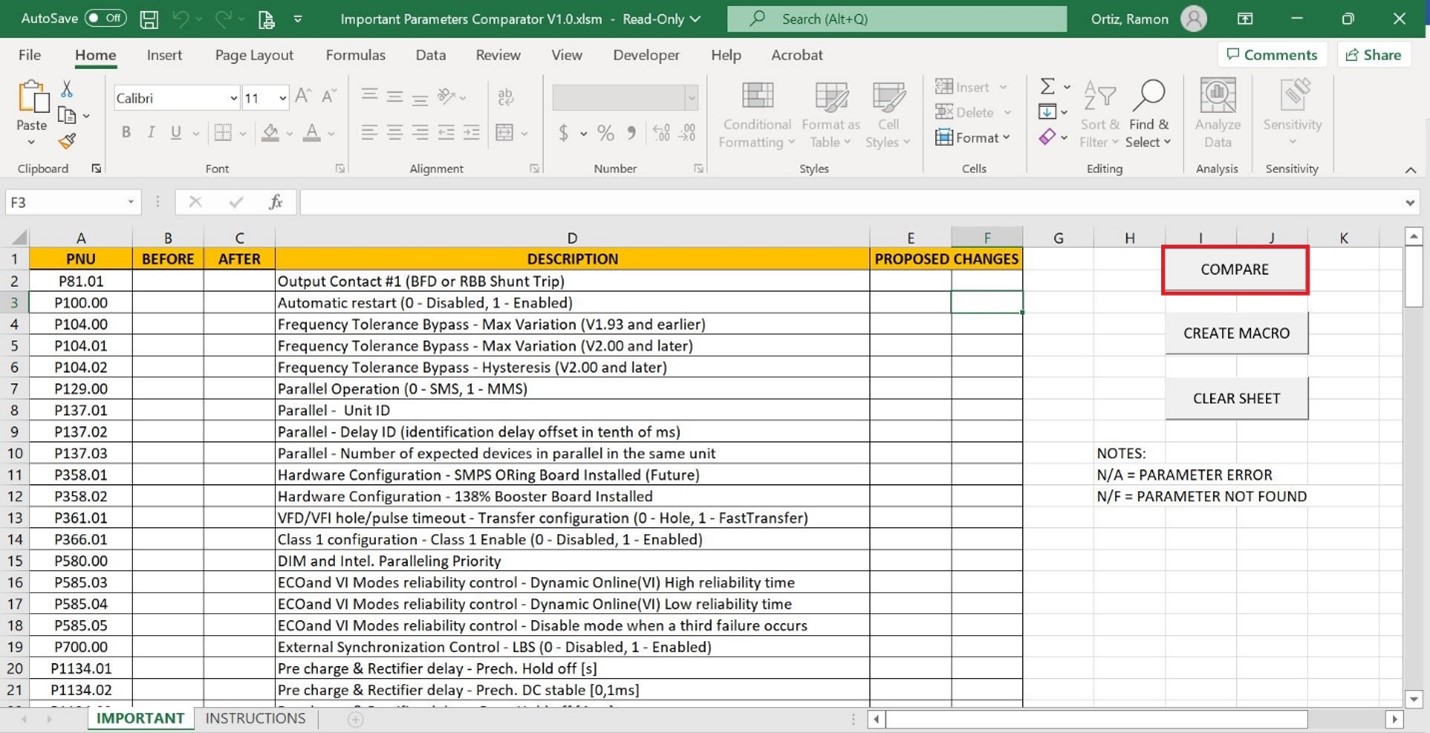 AutoSave Off Important Parameters Comparator V1.0.xlsm - Read-Only Search (Alt+Q) Ortiz, Ramon
File Home Insert Page Layout Formulas Data Review View Developer Help Acrobat Comments Share
Paste Calibri 11 Conditional Formatting Format as Table Cell Styles Insert Delete Format Sort & Filter Find & Select Analyze Data Sensitivity
Clipboard Font Alignment Number Styles Cells Editing Analysis Sensitivity
F3 fx
A B C D E F G H I J K
1 PNU BEFORE AFTER DESCRIPTION PROPOSED CHANGES
COMPARE
2 P81.01 Output Contact #1 (BFD or RBB Shunt Trip)
3 P100.00 Automatic restart (0 - Disabled, 1 - Enabled)
4 P104.00 Frequency Tolerance Bypass - Max Variation (V1.93 and earlier)
CREATE MACRO
5 P104.01 Frequency Tolerance Bypass - Max Variation (V2.00 and later)
6 P104.02 Frequency Tolerance Bypass - Hysteresis (V2.00 and later)
7 P129.00 Parallel Operation (0 - SMS, 1 - MMS)
CLEAR SHEET
8 P137.01 Parallel - Unit ID
9 P137.02 Parallel - Delay ID (identification delay offset in tenth of ms)
10 P137.03 Parallel - Number of expected devices in parallel in the same unit NOTES:
11 P358.01 Hardware Configuration - SMPS ORing Board Installed (Future) N/A = PARAMETER ERROR
12 P358.02 Hardware Configuration - 138% Booster Board Installed N/F = PARAMETER NOT FOUND
13 P361.01 VFD/VFI hole/pulse timeout - Transfer configuration (0 - Hole, 1 - FastTransfer)
14 P366.01 Class 1 configuration - Class 1 Enable (0 - Disabled, 1 - Enabled)
15 P580.00 DIM and Intel. Paralleling Priority
16 P585.03 ECOand VI Modes reliability control - Dynamic Online(VI) High reliability time
17 P585.04 ECOand VI Modes reliability control - Dynamic Online(VI) Low reliability time
18 P585.05 ECOand VI Modes reliability control - Disable mode when a third failure occurs
19 P700.00 External Synchronization Control - LBS (0 - Disabled, 1 - Enabled)
20 P1134.01 Pre charge & Rectifier delay - Prech. Hold off [s]
21 P1134.02 Pre charge & Rectifier delay - Prech. DC stable [0,1ms]
IMPORTANT INSTRUCTIONS